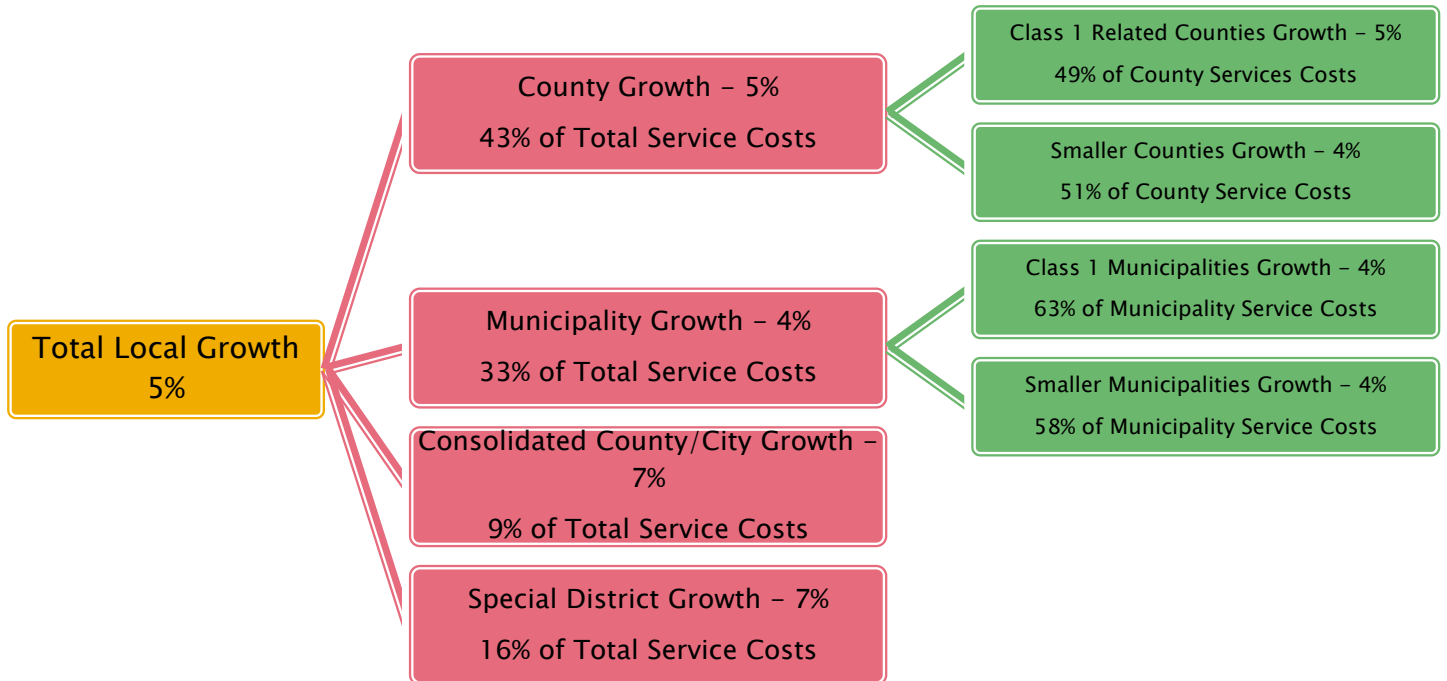 Total Local Growth
5%
County Growth – 5%
43% of Total Service Costs
Municipality Growth – 4%
33% of Total Service Costs
Consolidated County/City Growth –
7%
9% of Total Service Costs
Special District Growth – 7%
16% of Total Service Costs
Class 1 Related Counties Growth – 5%
49% of County Services Costs
Smaller Counties Growth – 4%
51% of County Service Costs
Class 1 Municipalities Growth – 4%
63% of Municipality Service Costs
Smaller Municipalities Growth – 4%
58% of Municipality Service Costs